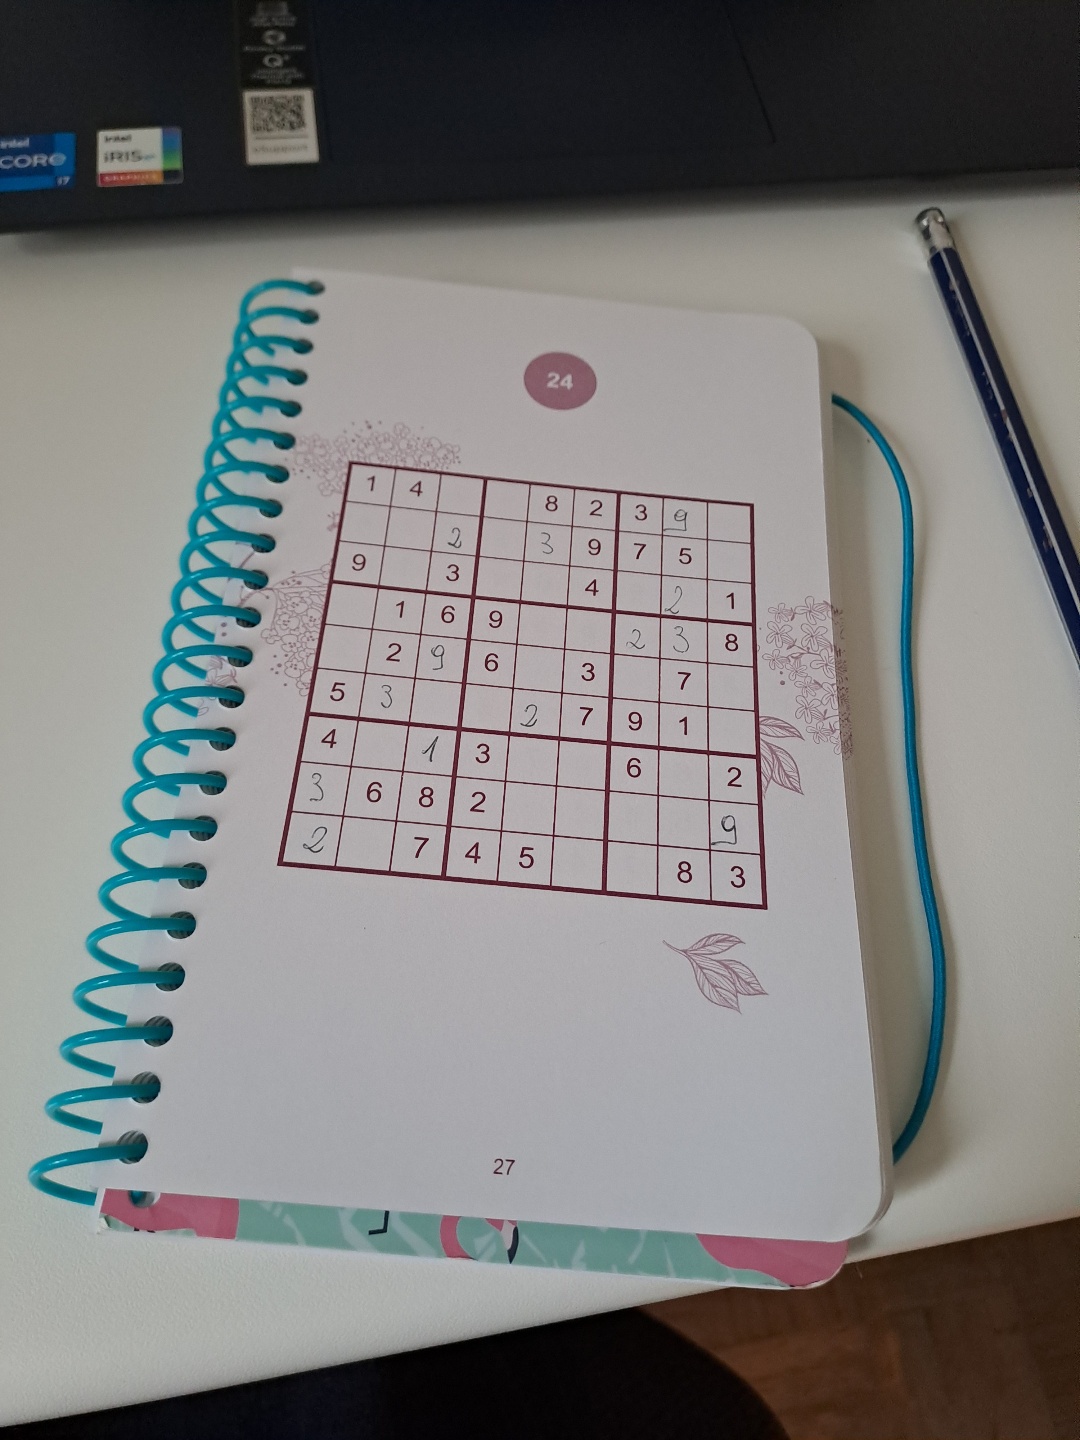 intel
CORE
i7
intel
iRIS xe
GRAPHICS
24
1 4 8 2 3 9
2 3 9 7 5
9 3 4 2 1
1 6 9 2 3 8
2 9 6 3 7
5 3 2 7 9 1
4 1 3 6 2
3 6 8 2 9
2 7 4 5 8 3
27